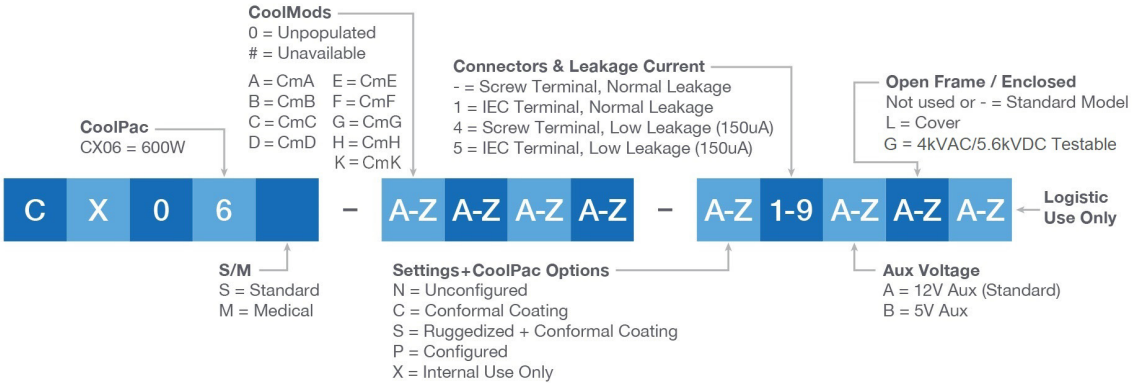 CoolMods
0 = Unpopulated
# = Unavailable
A = CmA E = CmE
B = CmB F = CmF
C = CmC G = CmG
D = CmD H = CmH
K = CmK
Connectors & Leakage Current
- = Screw Terminal, Normal Leakage
1 = IEC Terminal, Normal Leakage
4 = Screw Terminal, Low Leakage (150uA)
5 = IEC Terminal, Low Leakage (150uA)
Open Frame / Enclosed
Not used or - = Standard Model
L = Cover
G = 4kVAC/5.6kVDC Testable
CoolPac
CX06 = 600W
C X 0 6 - A-Z A-Z A-Z A-Z - A-Z 1-9 A-Z A-Z A-Z
Logistic
Use Only
S/M
S = Standard
M = Medical
Settings+CoolPac Options
N = Unconfigured
C = Conformal Coating
S = Ruggedized + Conformal Coating
P = Configured
X = Internal Use Only
Aux Voltage
A = 12V Aux (Standard)
B = 5V Aux